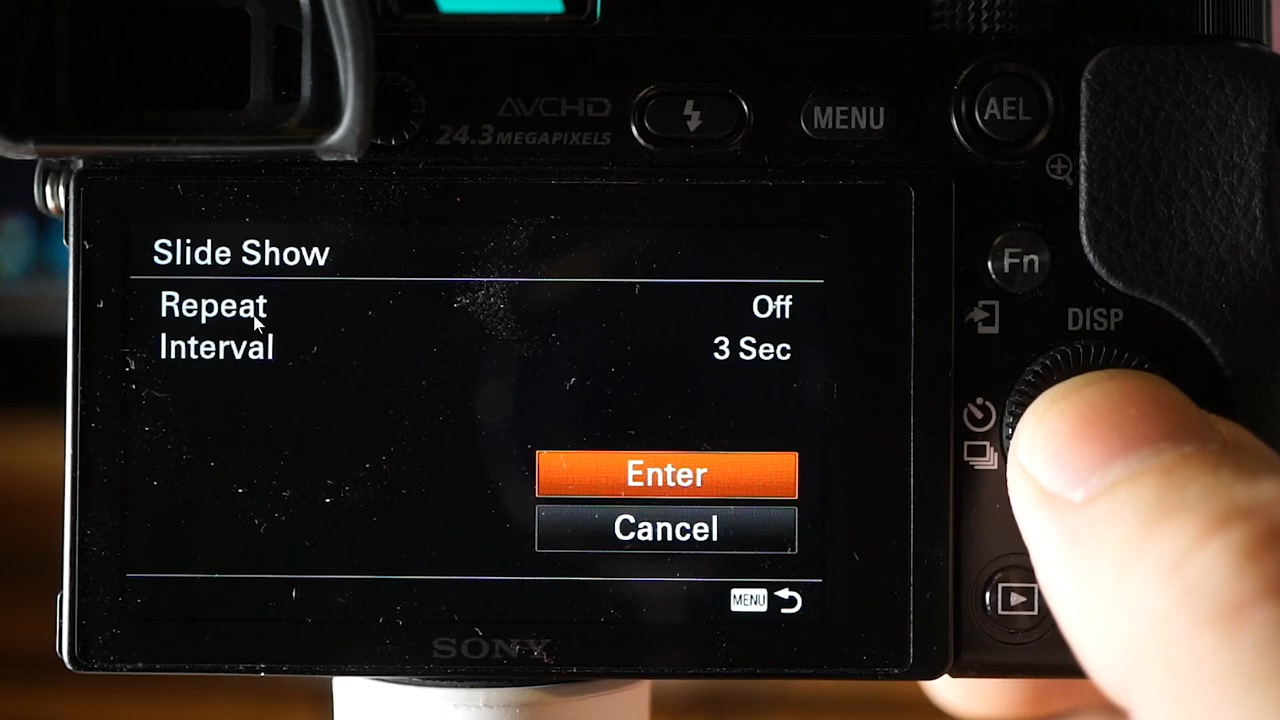 AVCHD
24.3 MEGAPIXELS
MENU
AEL
Slide Show
Repeat Off
Interval 3 Sec
Enter
Cancel
MENU
Fn
DISP
SONY